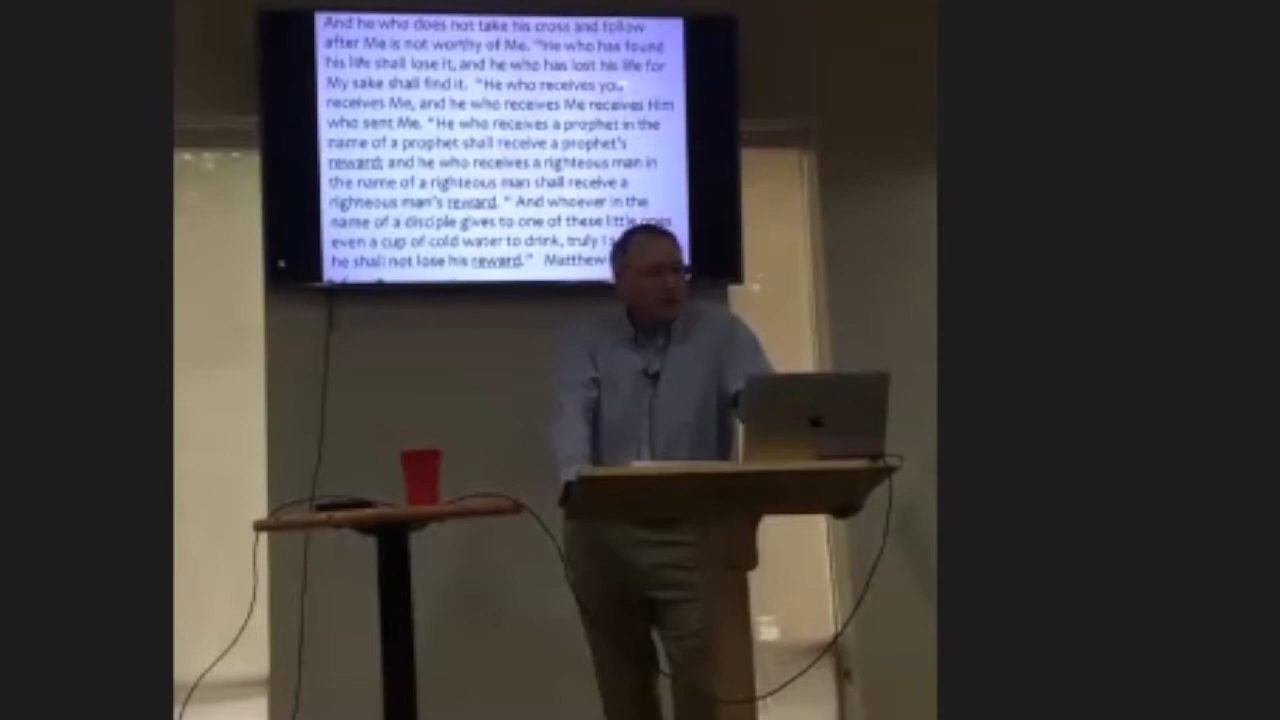 And he who does not take his cross and follow
after Me is not worthy of Me. "He who has found
his life shall lose it, and he who has lost his life for
My sake shall find it. "He who receives you
receives Me, and he who receives Me receives Him
who sent Me. "He who receives a prophet in the
name of a prophet shall receive a prophet's
reward; and he who receives a righteous man in
the name of a righteous man shall receive a
righteous man's reward. " And whoever in the
name of a disciple gives to one of these little ones
even a cup of cold water to drink, truly I
he shall not lose his reward." Matthew